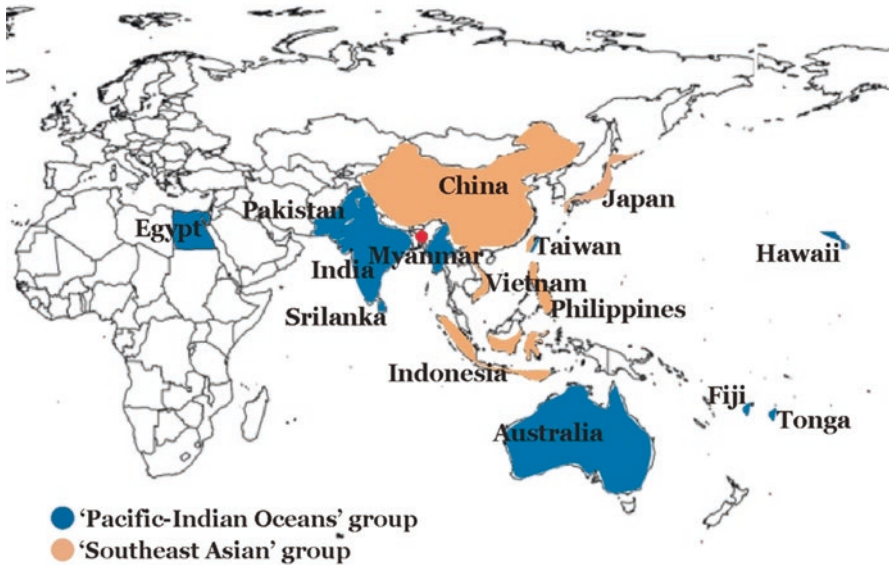 China
Japan
Pakistan
Egypt
Taiwan
Hawaii
Myanmar
India
Vietnam
Philippines
Srilanka
Indonesia
Fiji
Tonga
Australia
'Pacific-Indian Oceans' group
'Southeast Asian' group